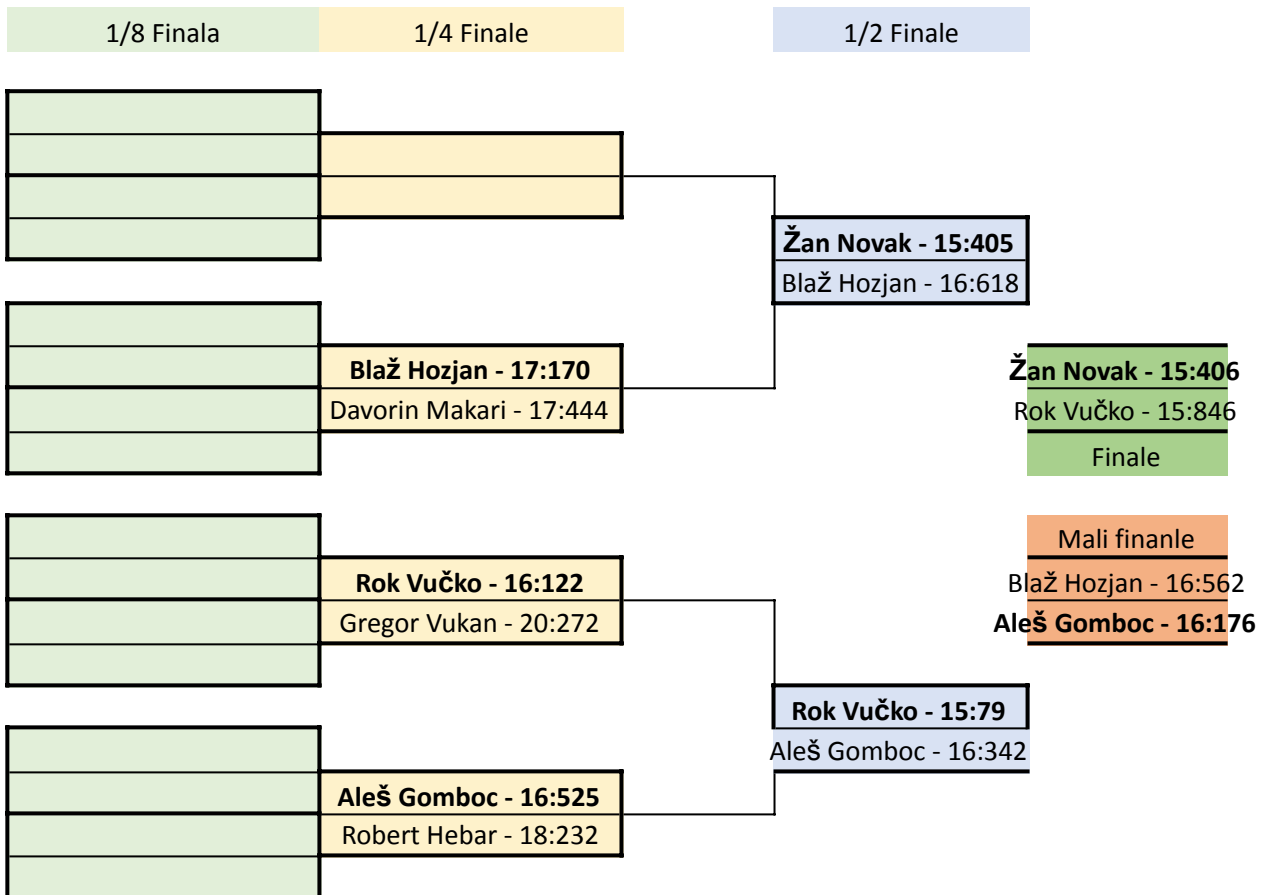 1/8 Finala
1/4 Finale
1/2 Finale
Žan Novak - 15:405
Blaž Hozjan - 16:618
Blaž Hozjan - 17:170
Davorin Makari - 17:444
Žan Novak - 15:406
Rok Vučko - 15:846
Finale
Mali finanle
Blaž Hozjan - 16:562
Aleš Gomboc - 16:176
Rok Vučko - 16:122
Gregor Vukan - 20:272
Rok Vučko - 15:79
Aleš Gomboc - 16:342
Aleš Gomboc - 16:525
Robert Hebar - 18:232